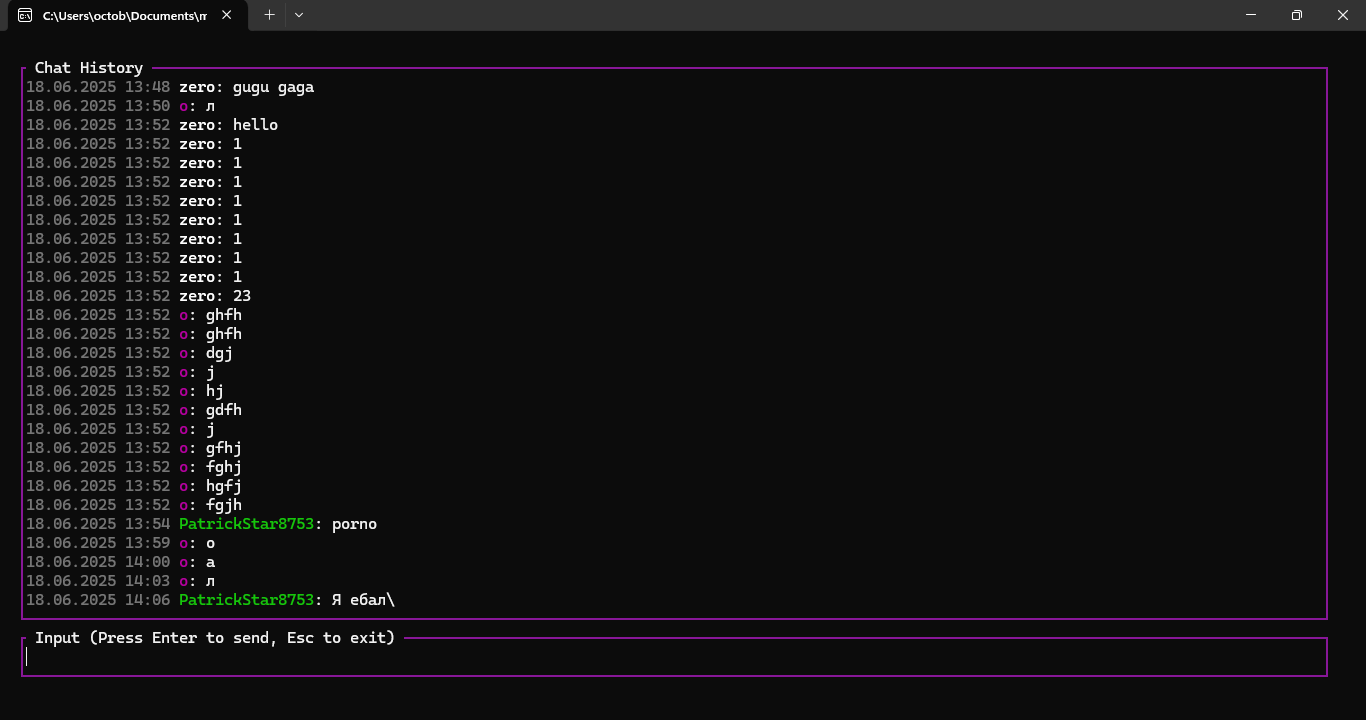 C:\Users\octob\Documents\m
Chat History
18.06.2025 13:48 zero: gugu gaga
18.06.2025 13:50 o: л
18.06.2025 13:52 zero: hello
18.06.2025 13:52 zero: 1
18.06.2025 13:52 zero: 1
18.06.2025 13:52 zero: 1
18.06.2025 13:52 zero: 1
18.06.2025 13:52 zero: 1
18.06.2025 13:52 zero: 1
18.06.2025 13:52 zero: 1
18.06.2025 13:52 zero: 1
18.06.2025 13:52 zero: 23
18.06.2025 13:52 o: ghfh
18.06.2025 13:52 o: ghfh
18.06.2025 13:52 o: dgj
18.06.2025 13:52 o: j
18.06.2025 13:52 o: hj
18.06.2025 13:52 o: gdfh
18.06.2025 13:52 o: j
18.06.2025 13:52 o: gfhj
18.06.2025 13:52 o: fghj
18.06.2025 13:52 o: hgfj
18.06.2025 13:52 o: fgjh
18.06.2025 13:54 PatrickStar8753: porno
18.06.2025 13:59 o: о
18.06.2025 14:00 o: а
18.06.2025 14:03 o: л
18.06.2025 14:06 PatrickStar8753: Я ебал\
Input (Press Enter to send, Esc to exit)